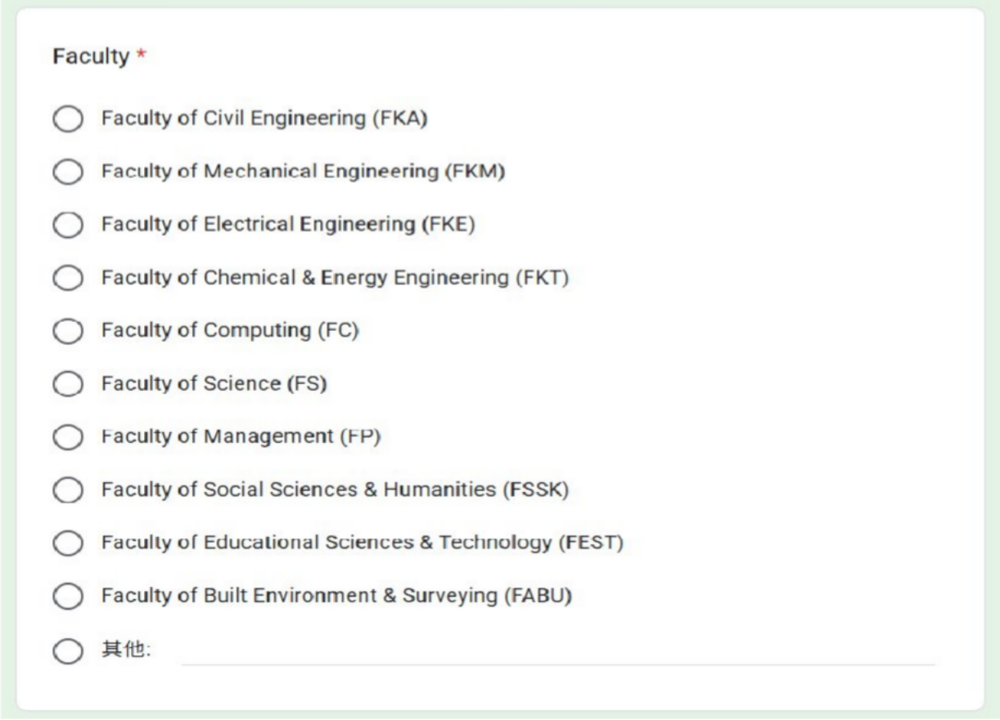 Faculty *
Faculty of Civil Engineering (FKA)
Faculty of Mechanical Engineering (FKM)
Faculty of Electrical Engineering (FKE)
Faculty of Chemical & Energy Engineering (FKT)
Faculty of Computing (FC)
Faculty of Science (FS)
Faculty of Management (FP)
Faculty of Social Sciences & Humanities (FSSK)
Faculty of Educational Sciences & Technology (FEST)
Faculty of Built Environment & Surveying (FABU)
其他: